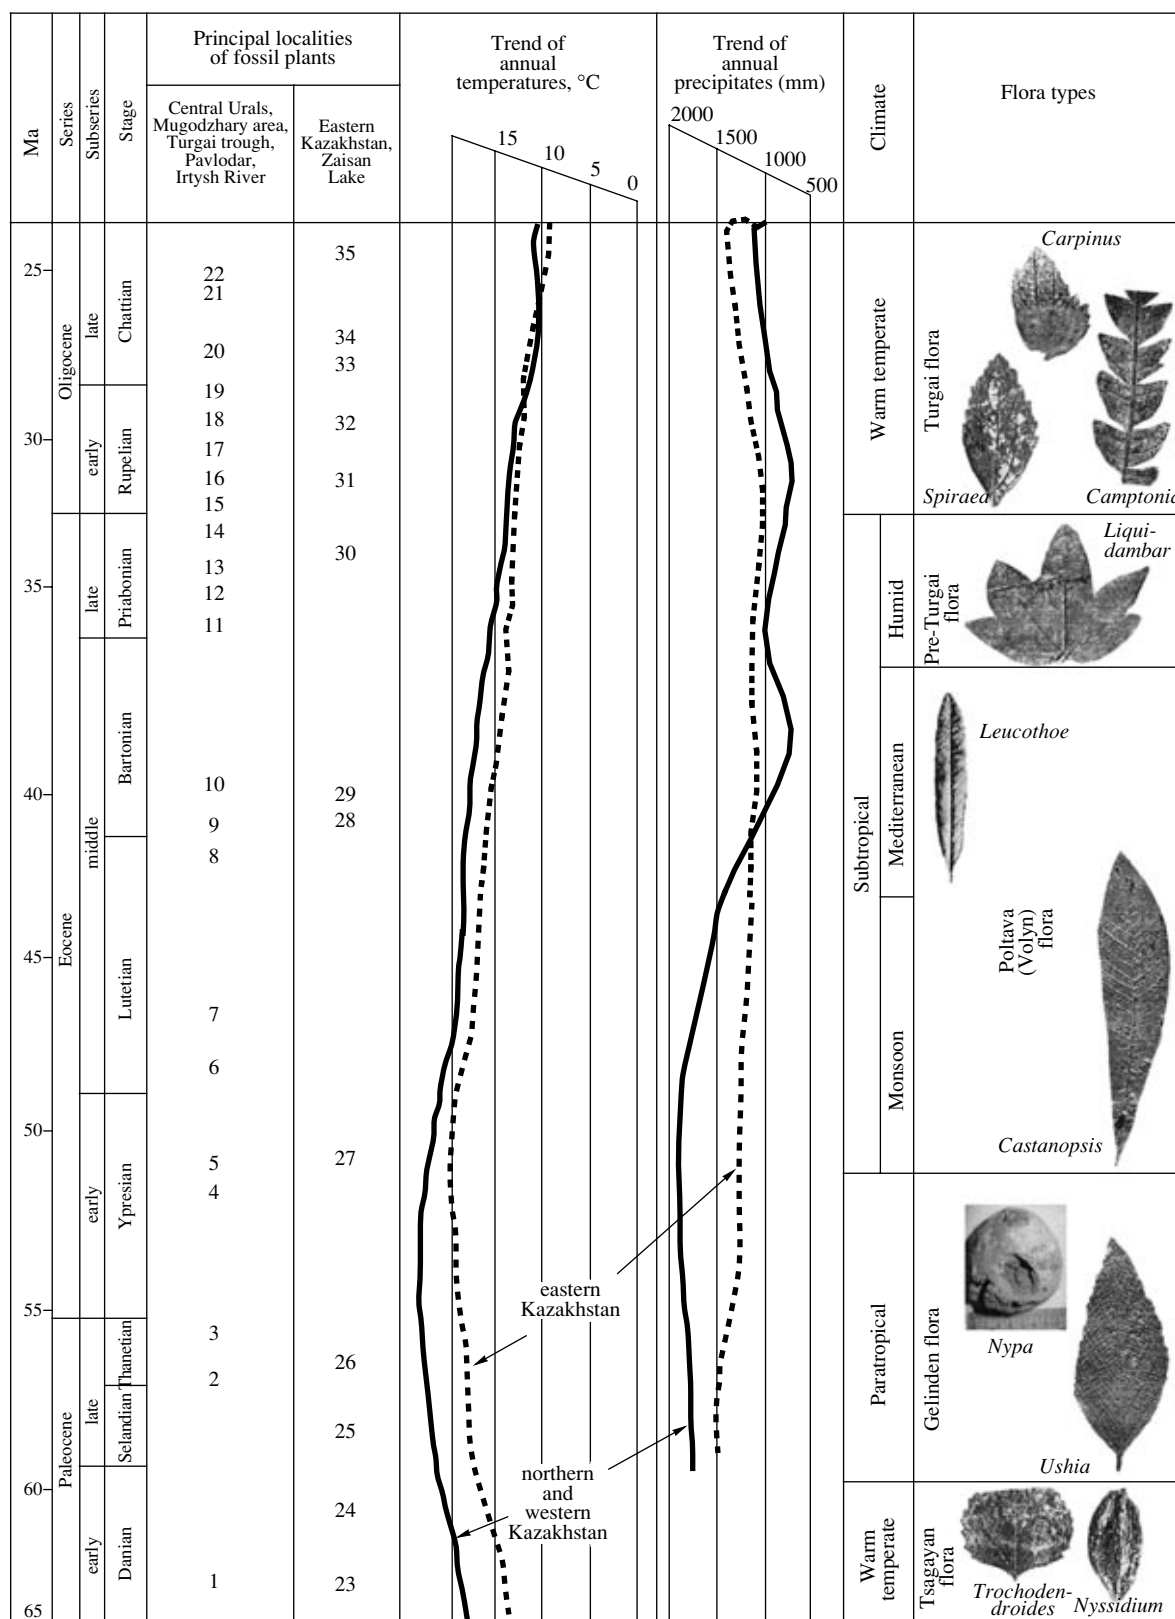 Ma
Series
Subseries
Stage
Principal localities
of fossil plants
Central Urals,
Mugodzhary area,
Turgai trough,
Pavlodar,
Irtysh River
Eastern
Kazakhstan,
Zaisan
Lake
Trend of
annual
temperatures, °C
15
10
5
0
Trend of
annual
precipitates (mm)
2000
1500
1000
500
Climate
Flora types
25
30
35
40
45
50
55
60
65
Oligocene
Eocene
Paleocene
late
early
late
middle
early
late
early
Chattian
Rupelian
Priabonian
Bartonian
Lutetian
Ypresian
Thanetian
Selandian
Danian
22
21
20
19
18
17
16
15
14
13
12
11
10
9
8
7
6
5
4
3
2
1
35
34
33
32
31
30
29
28
27
26
25
24
23
eastern
Kazakhstan
northern
and
western
Kazakhstan
Warm temperate
Subtropical
Humid
Mediterranean
Monsoon
Paratropical
Warm
temperate
Turgai flora
Carpinus
Spiraea
Camptonia
Pre-Turgai
flora
Liqui-
dambar
Leucothoe
Poltava
(Volyn)
flora
Castanopsis
Gelinden flora
Nypa
Ushia
Tsagayan
flora
Trochoden-
droides
Nyssidium